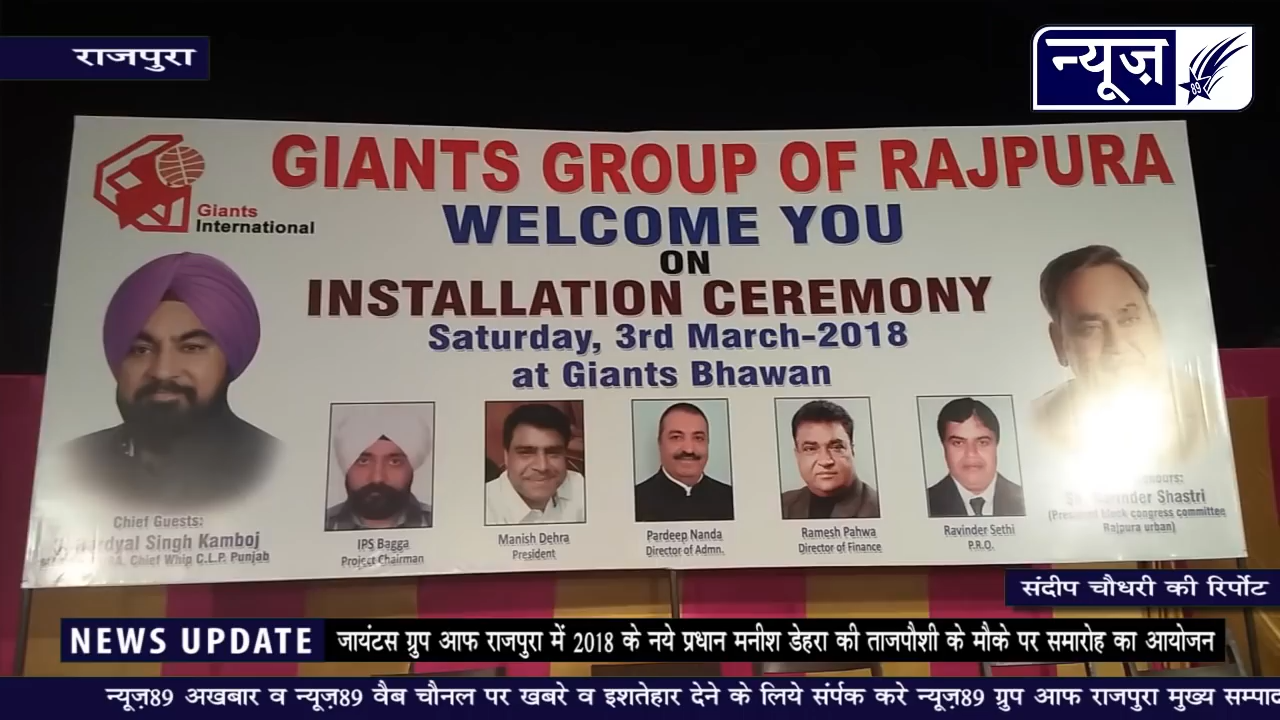 राजपुरा
न्यूज़
89
GIANTS GROUP OF RAJPURA
Giants
International
WELCOME YOU
ON
INSTALLATION CEREMONY
Saturday, 3rd March-2018
at Giants Bhawan
Chief Guests:
Hardyal Singh Kamboj
Chief Whip C.L.P. Punjab
IPS Bagga
Project Chairman
Manish Dehra
President
Pardeep Nanda
Director of Admn.
Ramesh Pahwa
Director of Finance
Ravinder Sethi
P.R.O.
Shastri
(President block congress committee
Rajpura urban)
संदीप चौधरी की रिर्पोट
NEWS UPDATE
जायंटस ग्रुप आफ राजपुरा में 2018 के नये प्रधान मनीश डेहरा की ताजपौशी के मौके पर समारोह का आयोजन
न्यूज़89 अखबार व न्यूज़89 वैब चौनल पर खबरे व इशतेहार देने के लिये संर्पक करे न्यूज़89 ग्रुप आफ राजपुरा मुख्य सम्पाद